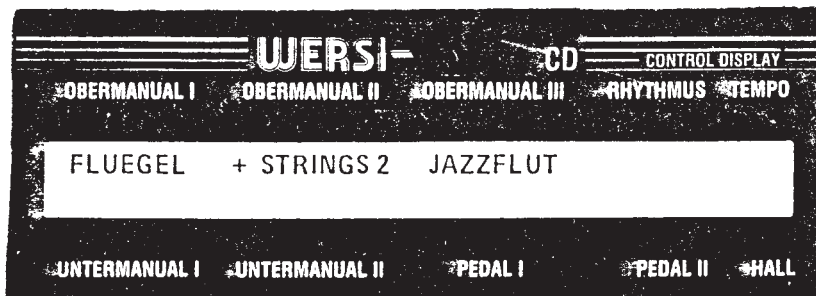 WERSI- CD CONTROL DISPLAY
OBERMANUAL I OBERMANUAL II OBERMANUAL III RHYTHMUS TEMPO
FLUEGEL + STRINGS 2 JAZZFLUT
UNTERMANUAL I UNTERMANUAL II PEDAL I PEDAL II HALL